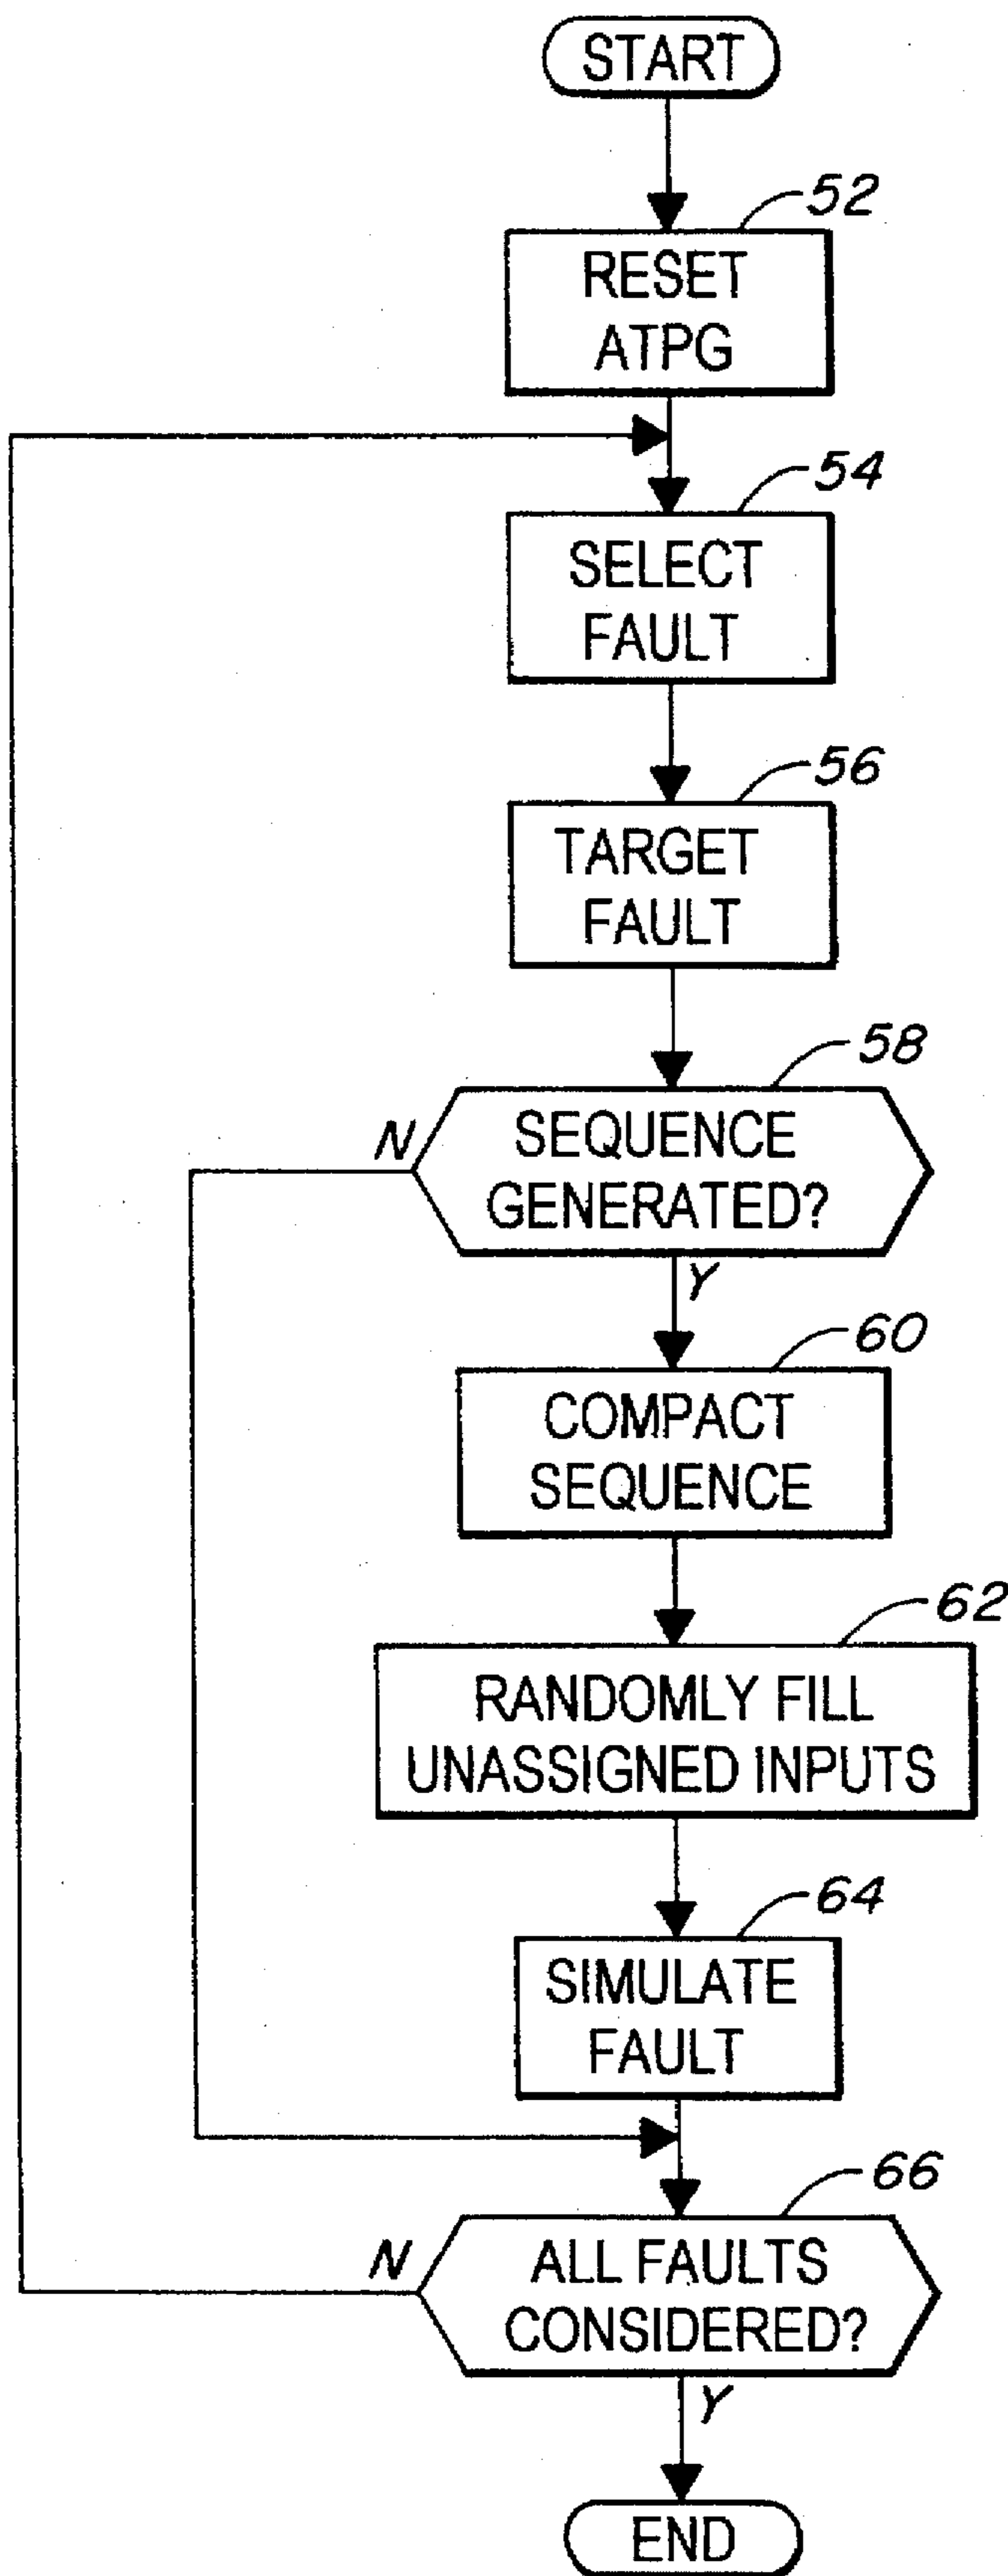 START
52
RESET
ATPG
54
SELECT
FAULT
56
TARGET
FAULT
58
N
SEQUENCE
GENERATED?
Y
60
COMPACT
SEQUENCE
62
RANDOMLY FILL
UNASSIGNED INPUTS
64
SIMULATE
FAULT
66
N
ALL FAULTS
CONSIDERED?
Y
END